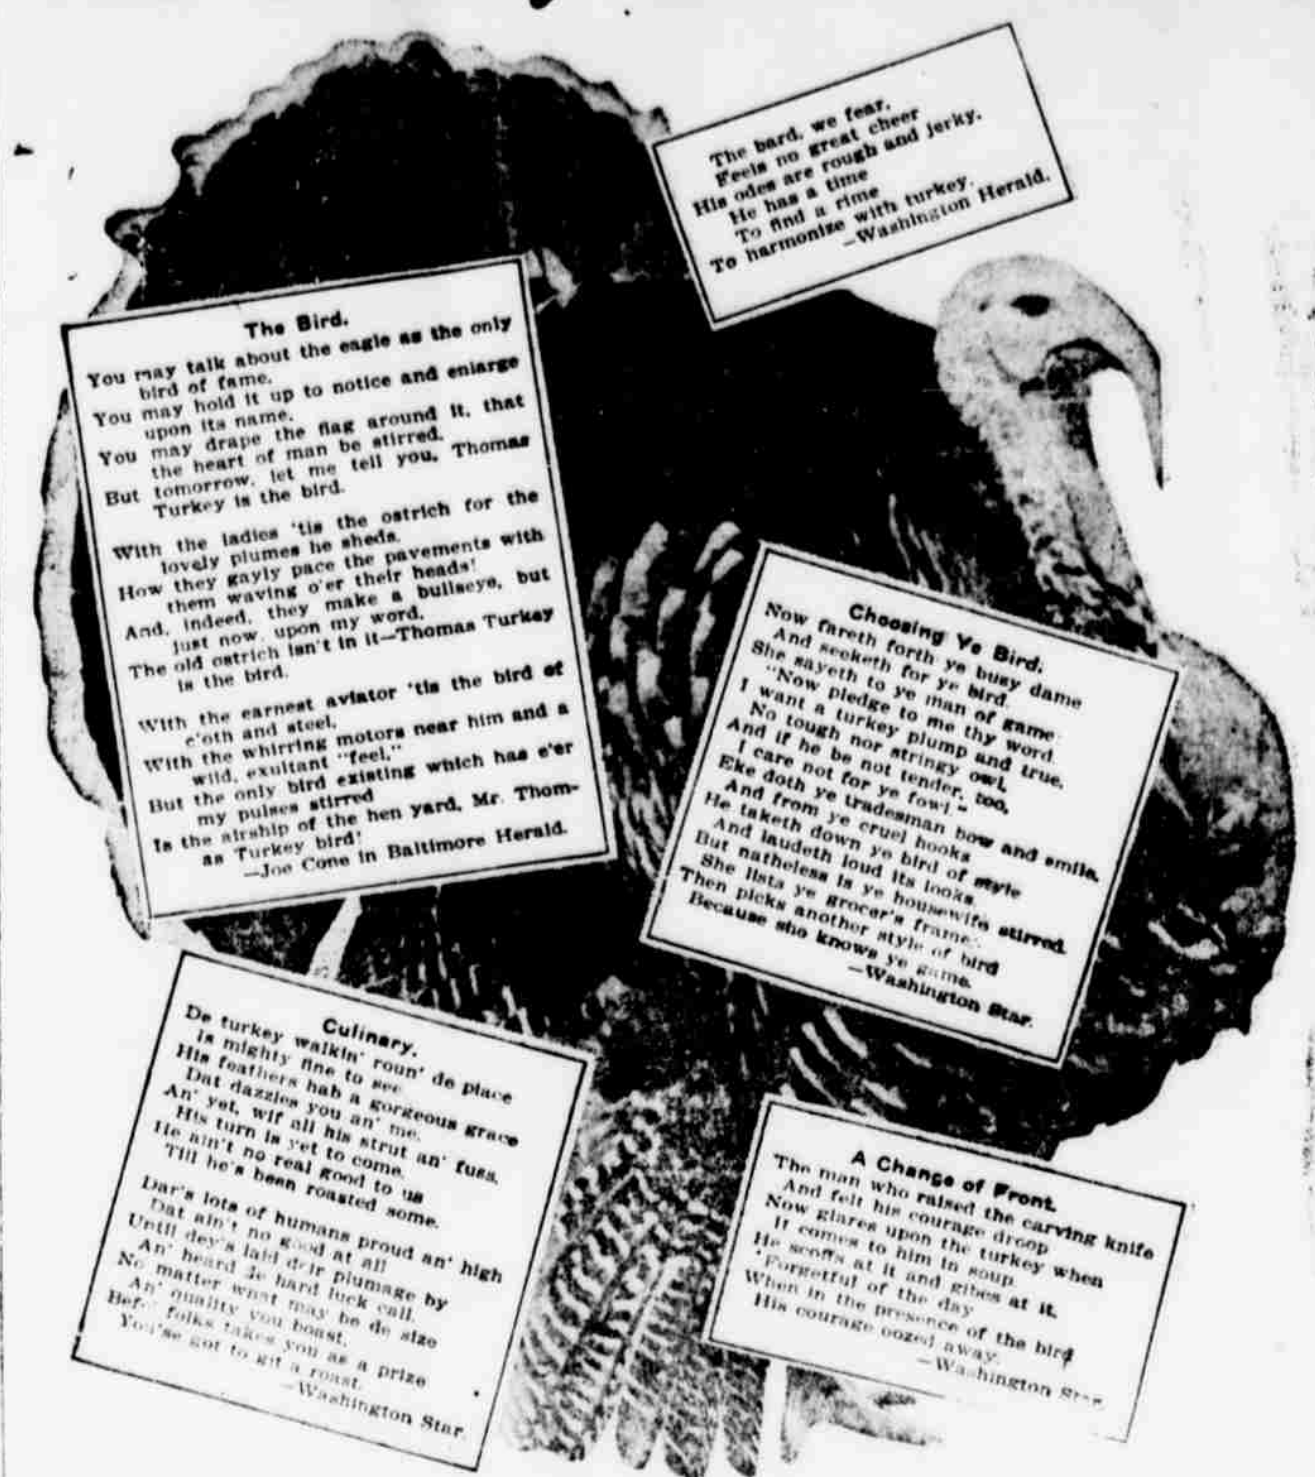 The bard, we fear,
Feels no great cheer
His odes are rough and jerky.
He has a time
To find a rime
To harmonize with turkey.
—Washington Herald.
The Bird.
You may talk about the eagle as the only
bird of fame,
You may hold it up to notice and enlarge
upon its name,
You may drape the flag around it, that
the heart of man be stirred,
But tomorrow, let me tell you, Thomas
Turkey is the bird.
With the ladies 'tis the ostrich for the
lovely plumes he sheds.
How they gayly pace the pavements with
them waving o'er their heads!
And, indeed, they make a bullseye, but
just now, upon my word,
The old ostrich isn't in it—Thomas Turkey
is the bird.
With the earnest aviator 'tis the bird of
c'oth and steel,
With the whirring motors near him and a
wild, exultant "feel,"
But the only bird existing which has e'er
my pulses stirred
Is the airship of the hen yard, Mr. Thom-
as Turkey bird!
—Joe Cone in Baltimore Herald.
Choosing Ye Bird.
Now fareth forth ye busy dame
And seeketh for ye bird.
She sayeth to ye man of game
"Now pledge to me thy word
I want a turkey plump and true,
No tough nor stringy owl,
And if he be not tender, too,
I care not for ye fowl."
Eke doth ye tradesman bow and smile,
And from ye cruel hooks
He taketh down ye bird of style
And laudeth loud its looks.
But natheless is ye housewife stirred.
She lists ye grocer's frame;
Then picks another style of bird
Because she knows ye game.
—Washington Star.
Culinary.
De turkey walkin' roun' de place
Is mighty fine to see
His feathers hab a gorgeous grace
Dat dazzles you an' me.
An' yet, wif all his strut an' fuss,
His turn is yet to come.
He ain't no real good to us
Till he's been roasted some.
Dar's lots of humans proud an' high
Dat ain't no good at all
Until dey's laid deir plumage by
An' heard de hard luck call.
No matter what may be de size
An' quality you boast,
Befo' folks takes you as a prize
You'se got to git a roast.
—Washington Star.
A Change of Front.
The man who raised the carving knife
And felt his courage droop
Now glares upon the turkey when
It comes to him in soup.
He scoffs at it and gibes at it,
Forgetful of the day
When in the presence of the bird
His courage oozed away.
—Washington Star